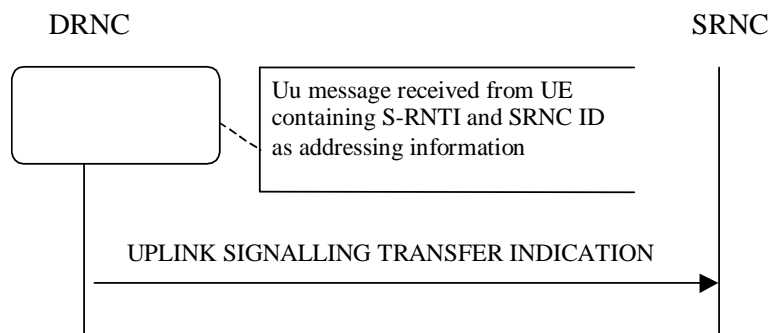 DRNC
SRNC
Uu message received from UE
containing S-RNTI and SRNC ID
as addressing information
UPLINK SIGNALLING TRANSFER INDICATION